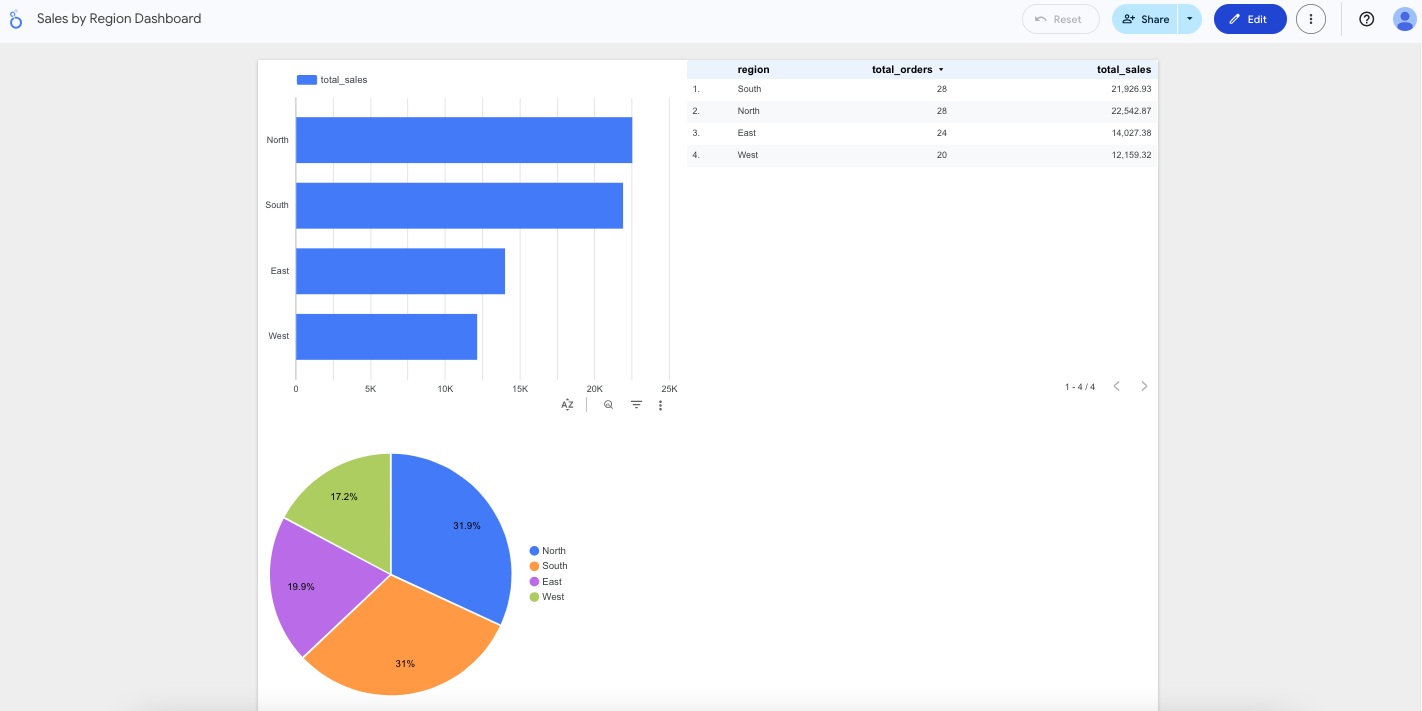 Sales by Region Dashboard
Reset
Share
Edit
total_sales
North
South
East
West
0 5K 10K 15K 20K 25K
AZ
region total_orders total_sales
1. South 28 21,926.93
2. North 28 22,542.87
3. East 24 14,027.38
4. West 20 12,159.32
1 - 4 / 4
17.2%
31.9%
19.9%
31%
North
South
East
West